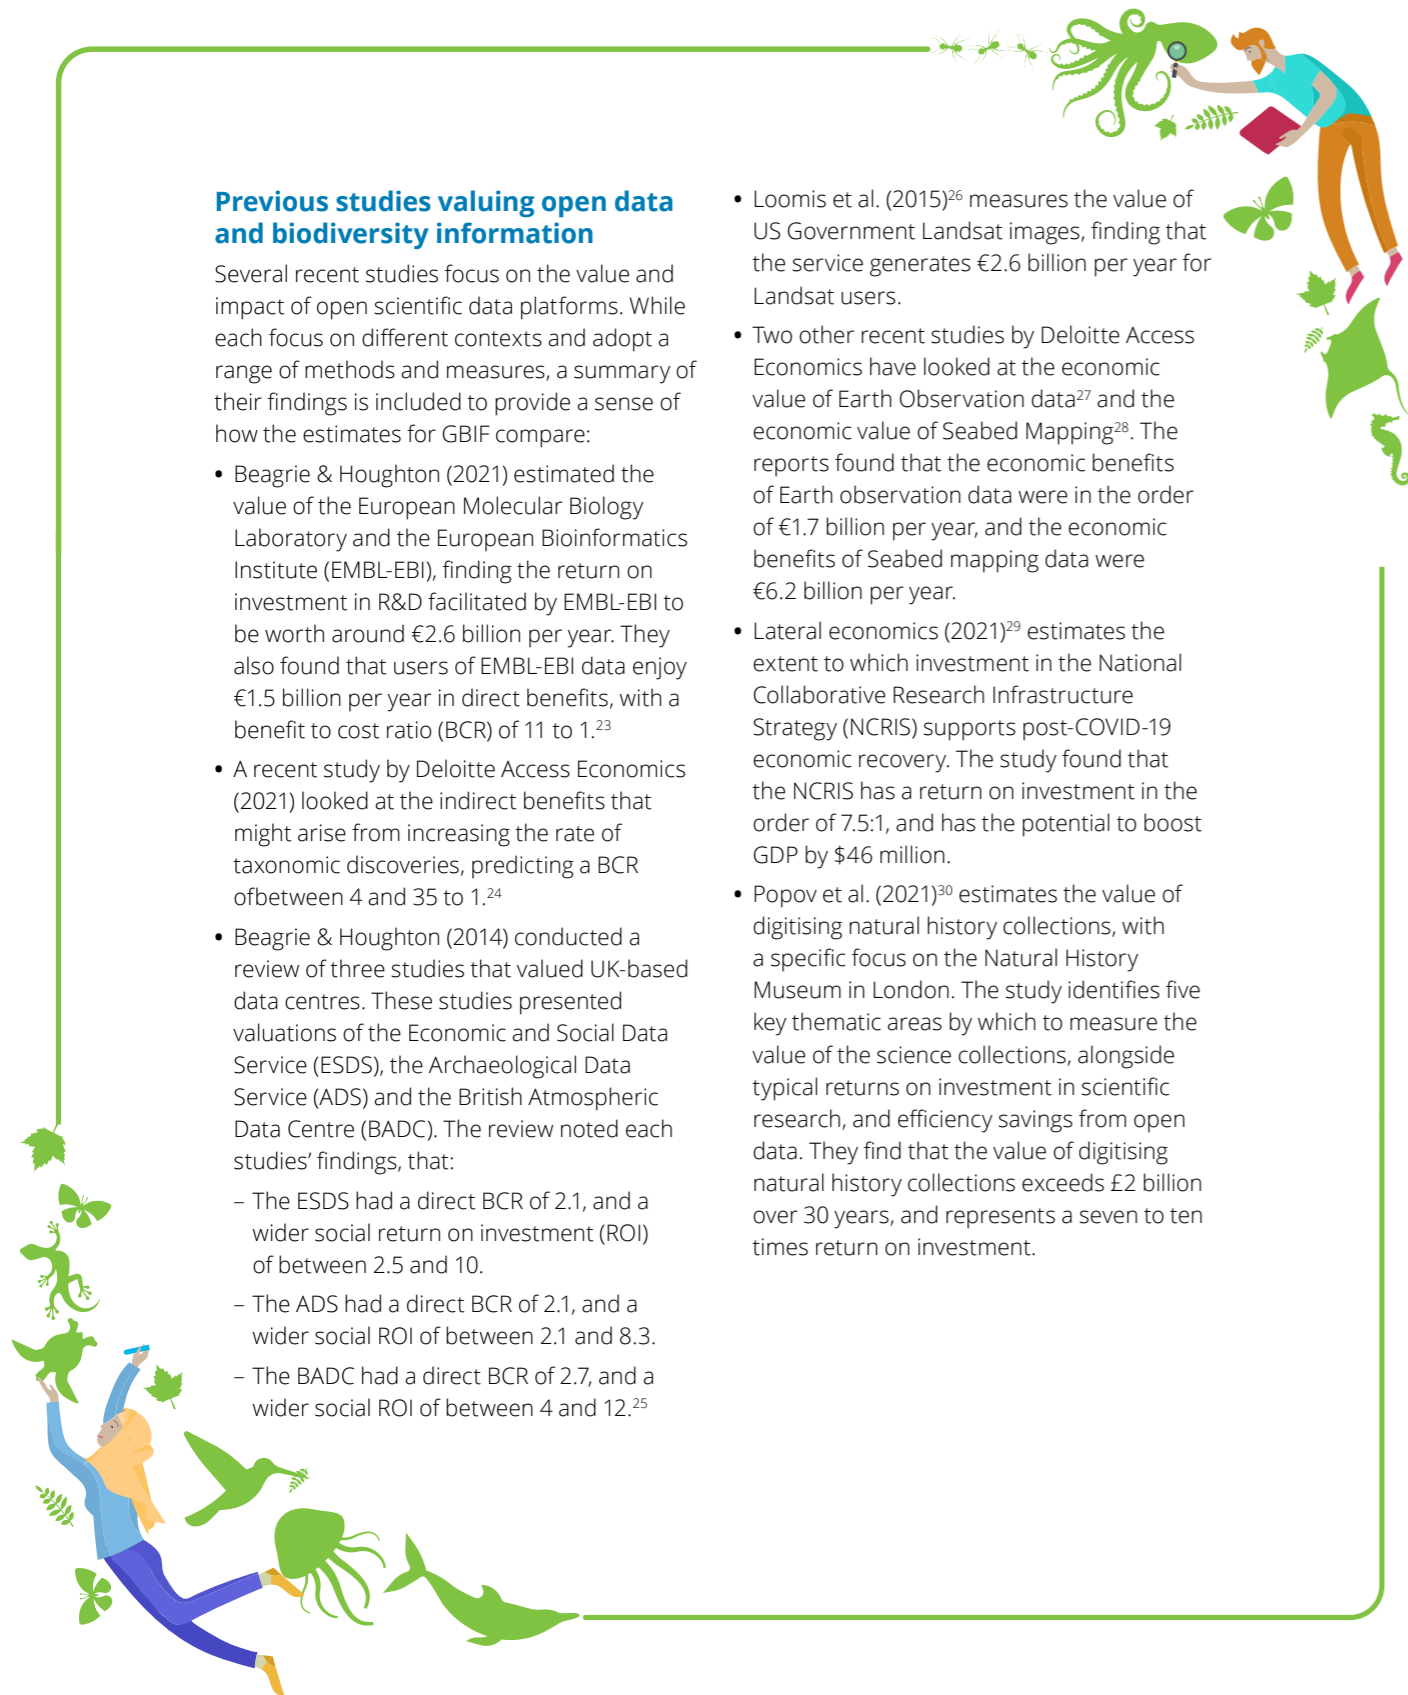 Previous studies valuing open data
and biodiversity information
Several recent studies focus on the value and
impact of open scientific data platforms. While
each focus on different contexts and adopt a
range of methods and measures, a summary of
their findings is included to provide a sense of
how the estimates for GBIF compare:
• Beagrie & Houghton (2021) estimated the
value of the European Molecular Biology
Laboratory and the European Bioinformatics
Institute (EMBL-EBI), finding the return on
investment in R&D facilitated by EMBL-EBI to
be worth around €2.6 billion per year. They
also found that users of EMBL-EBI data enjoy
€1.5 billion per year in direct benefits, with a
benefit to cost ratio (BCR) of 11 to 1.23
• A recent study by Deloitte Access Economics
(2021) looked at the indirect benefits that
might arise from increasing the rate of
taxonomic discoveries, predicting a BCR
ofbetween 4 and 35 to 1.24
• Beagrie & Houghton (2014) conducted a
review of three studies that valued UK-based
data centres. These studies presented
valuations of the Economic and Social Data
Service (ESDS), the Archaeological Data
Service (ADS) and the British Atmospheric
Data Centre (BADC). The review noted each
studies’ findings, that:
– The ESDS had a direct BCR of 2.1, and a
wider social return on investment (ROI)
of between 2.5 and 10.
– The ADS had a direct BCR of 2.1, and a
wider social ROI of between 2.1 and 8.3.
– The BADC had a direct BCR of 2.7, and a
wider social ROI of between 4 and 12.25
• Loomis et al. (2015)26 measures the value of
US Government Landsat images, finding that
the service generates €2.6 billion per year for
Landsat users.
• Two other recent studies by Deloitte Access
Economics have looked at the economic
value of Earth Observation data27 and the
economic value of Seabed Mapping28. The
reports found that the economic benefits
of Earth observation data were in the order
of €1.7 billion per year, and the economic
benefits of Seabed mapping data were
€6.2 billion per year.
• Lateral economics (2021)29 estimates the
extent to which investment in the National
Collaborative Research Infrastructure
Strategy (NCRIS) supports post-COVID-19
economic recovery. The study found that
the NCRIS has a return on investment in the
order of 7.5:1, and has the potential to boost
GDP by $46 million.
• Popov et al. (2021)30 estimates the value of
digitising natural history collections, with
a specific focus on the Natural History
Museum in London. The study identifies five
key thematic areas by which to measure the
value of the science collections, alongside
typical returns on investment in scientific
research, and efficiency savings from open
data. They find that the value of digitising
natural history collections exceeds £2 billion
over 30 years, and represents a seven to ten
times return on investment.